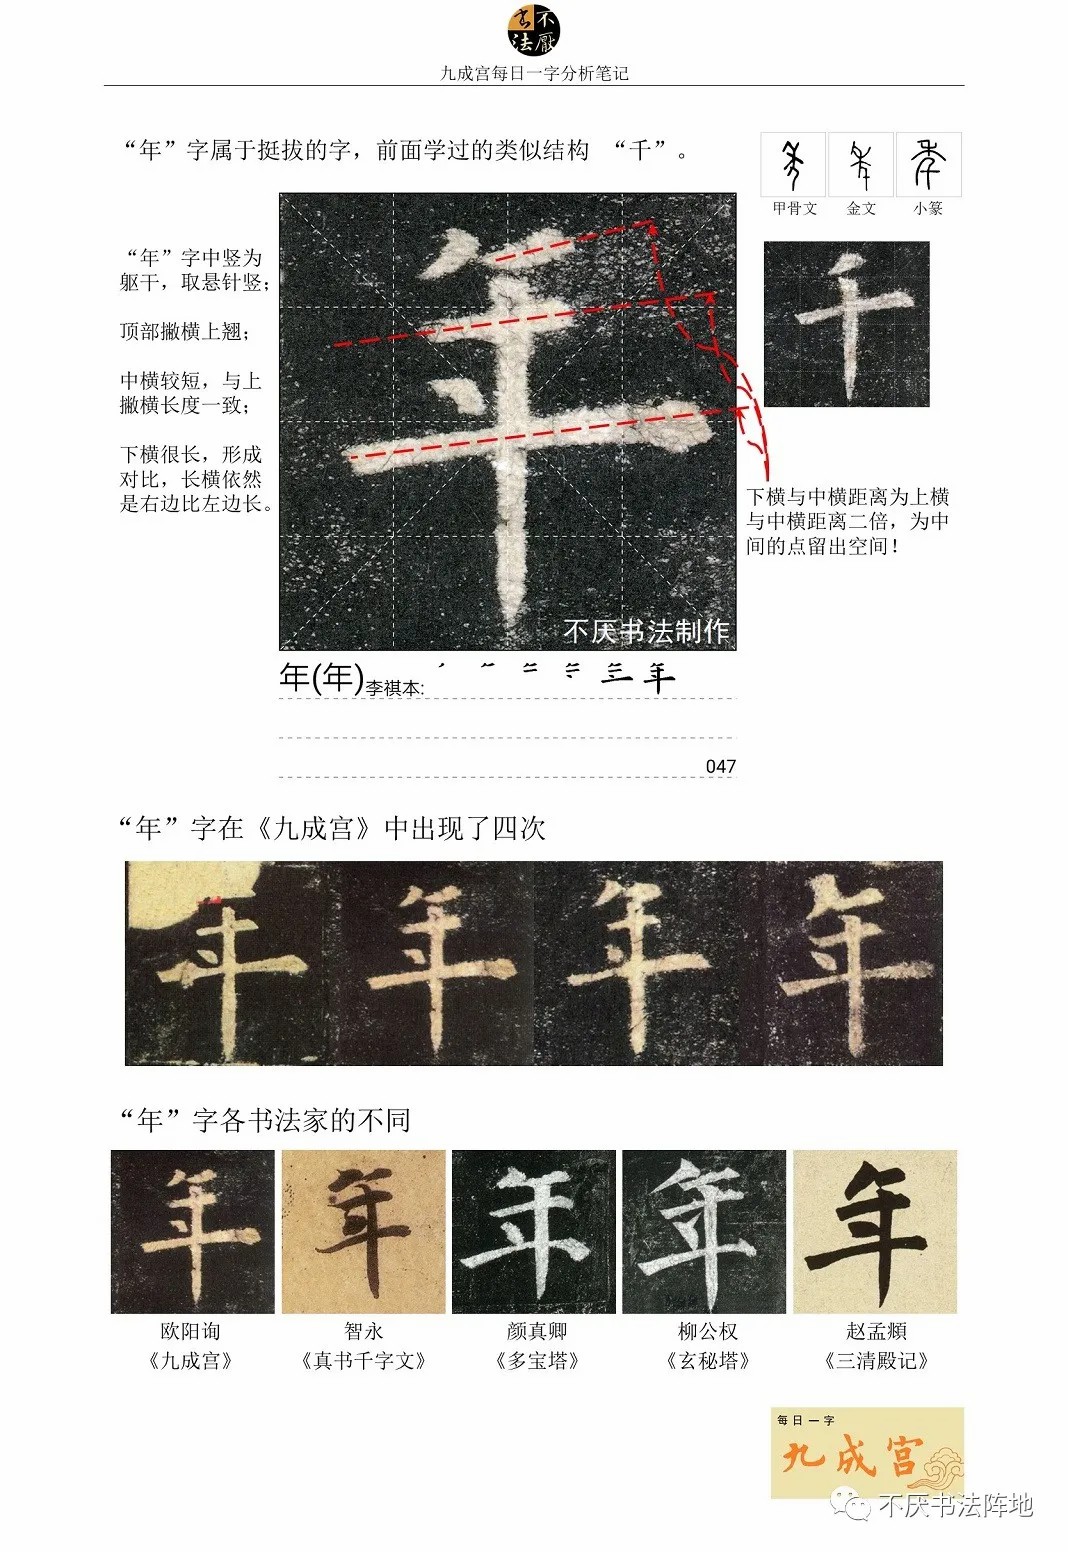 不厭書法
九成宫每日一字分析笔记
“年”字属于挺拔的字，前面学过的类似结构 “千”。
甲骨文 金文 小篆
“年”字中竖为
躯干，取悬针竖；
顶部撇横上翘；
中横较短，与上
撇横长度一致；
下横很长，形成
对比，长横依然
是右边比左边长。
下横与中横距离为上横
与中横距离二倍，为中
间的点留出空间！
不厌书法制作
年(年)李祺本:
047
“年”字在《九成宫》中出现了四次
年 年 年 年
“年”字各书法家的不同
年 年 年 年 年
欧阳询 智永 颜真卿 柳公权 赵孟頫
《九成宫》 《真书千字文》 《多宝塔》 《玄秘塔》 《三清殿记》
每日一字
九成宫
不厌书法阵地